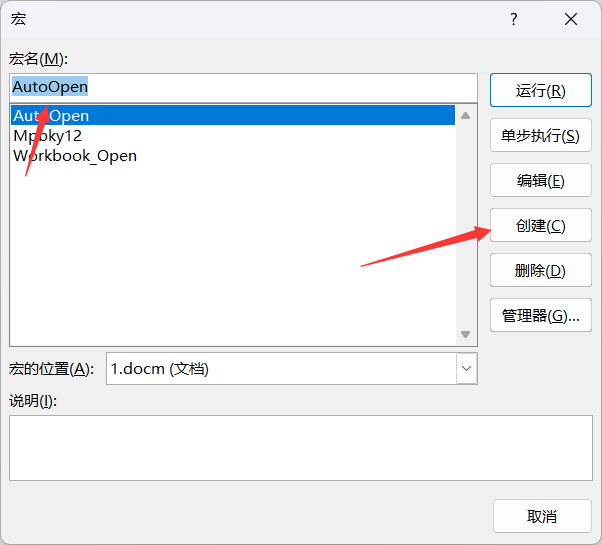 宏
?
宏名(M):
AutoOpen
运行(R)
AutoOpen
Mppky12
单步执行(S)
Workbook_Open
编辑(E)
创建(C)
删除(D)
管理器(G)...
宏的位置(A):
1.docm (文档)
说明(I):
取消